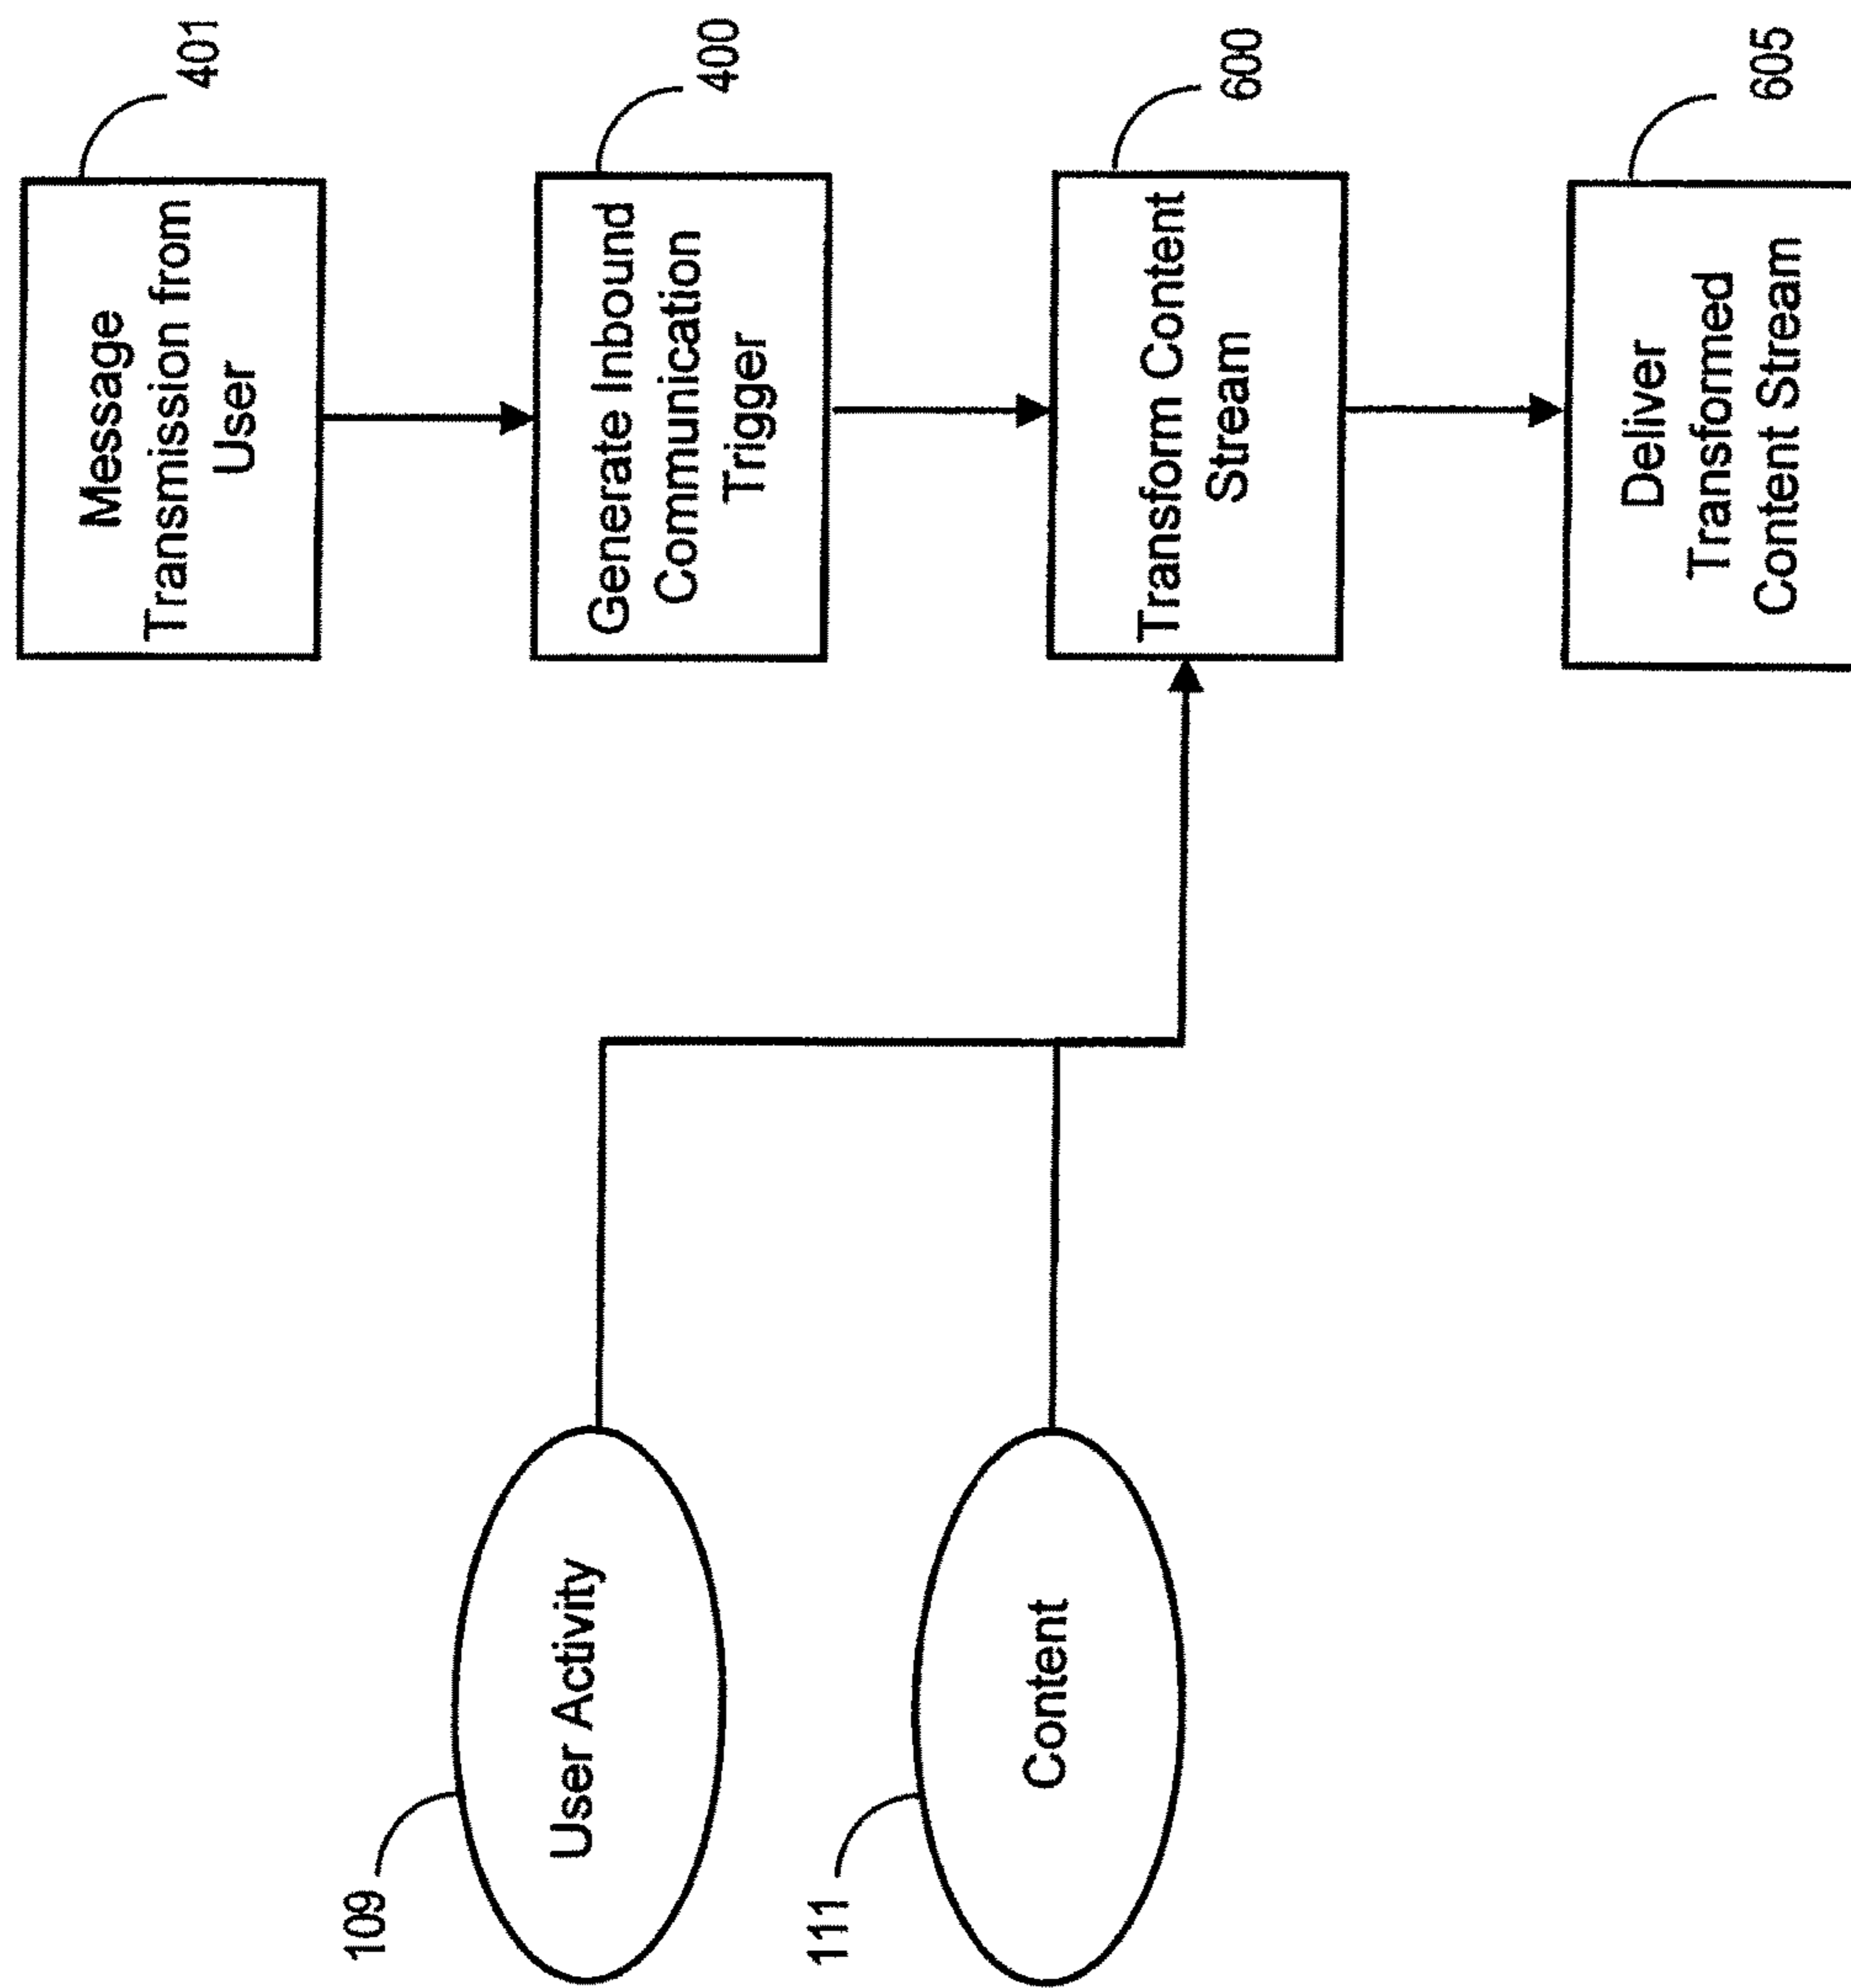 401
Message
Transmission from
User
400
Generate Inbound
Communication
Trigger
600
Transform Content
Stream
605
Deliver
Transformed
Content Stream
109
User Activity
111
Content